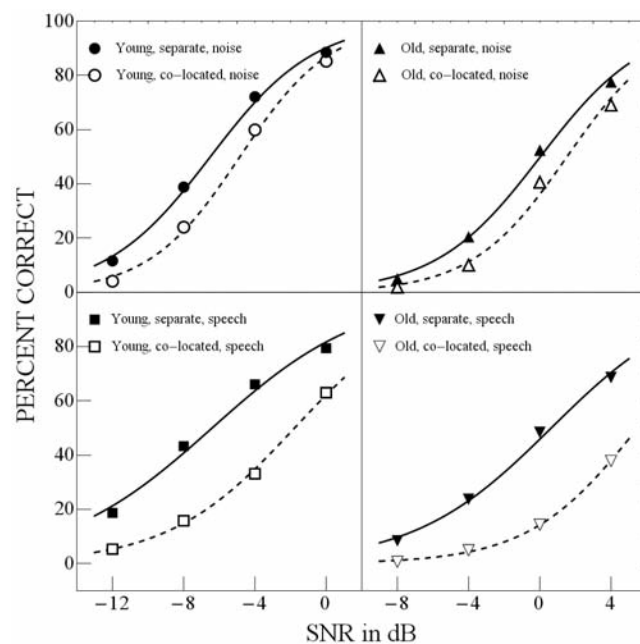 100
80
60
40
20
0
80
60
40
20
0
PERCENT CORRECT
Young, separate, noise
Young, co-located, noise
Old, separate, noise
Old, co-located, noise
Young, separate, speech
Young, co-located, speech
Old, separate, speech
Old, co-located, speech
−12 −8 −4 0 −8 −4 0 4
SNR in dB